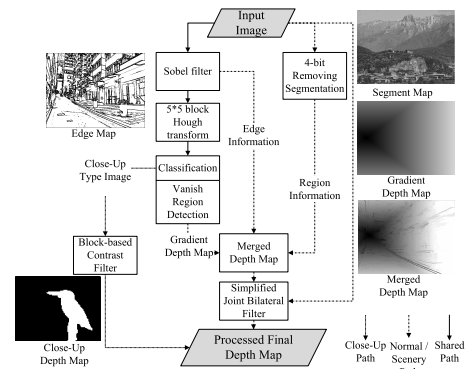 Input
Image
Sobel filter
4-bit
Removing
Segmentation
Segment Map
5*5 block
Hough
transform
Edge Map
Edge
Information
Close-Up
Type Image
Classification
Vanish
Region
Detection
Region
Information
Gradient
Depth Map
Gradient
Depth Map
Merged
Depth Map
Block-based
Contrast
Filter
Simplified
Joint Bilateral
Filter
Merged
Depth Map
Close-Up
Depth Map
Processed Final
Depth Map
Close-Up
Path
Normal /
Scenery
Shared
Path